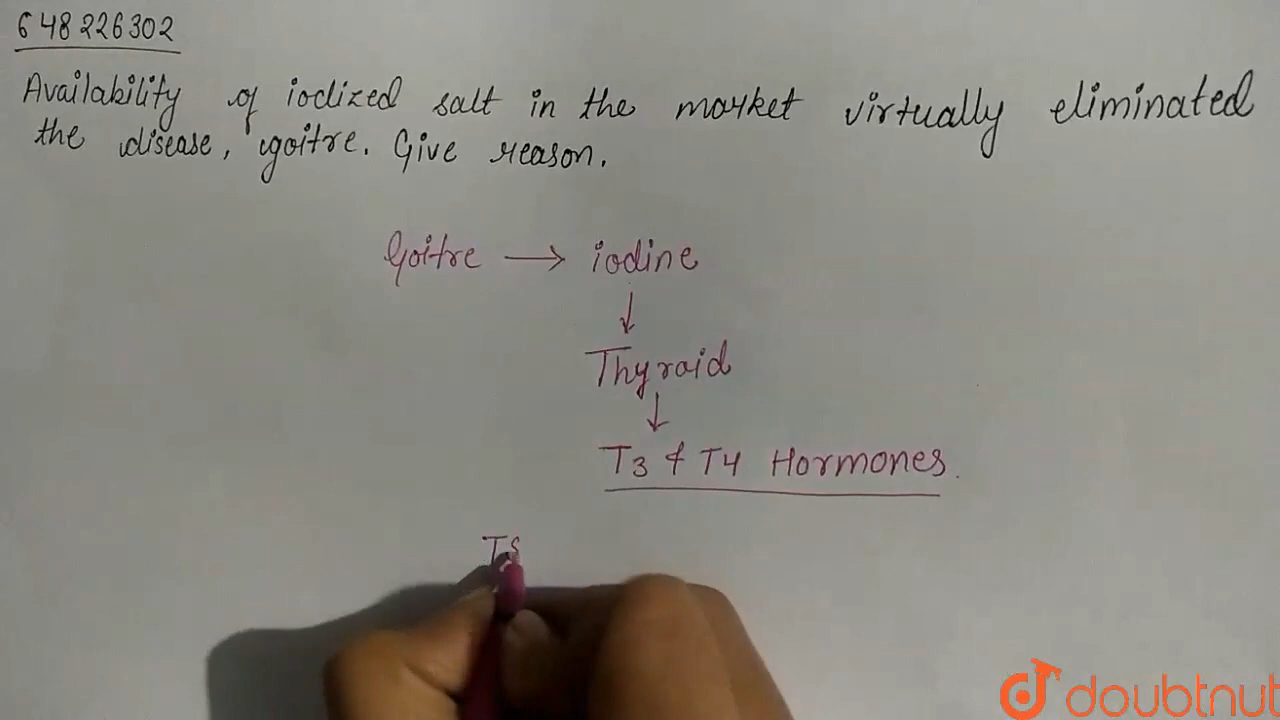 648226302
Availability of iodized salt in the market virtually eliminated
the disease, goitre. Give reason.
Goitre → iodine
↓
Thyroid
↓
T3 & T4 Hormones.
TS
doubtnut